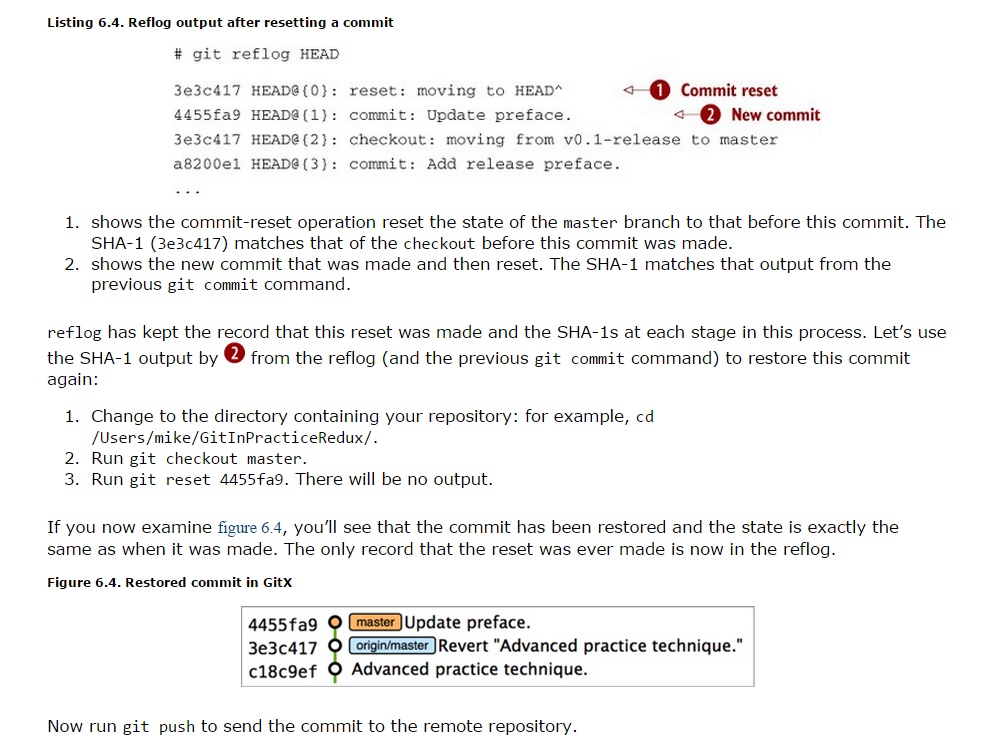 Listing 6.4. Reflog output after resetting a commit
# git reflog HEAD
3e3c417 HEAD@{0}: reset: moving to HEAD^ 1 Commit reset
4455fa9 HEAD@{1}: commit: Update preface. 2 New commit
3e3c417 HEAD@{2}: checkout: moving from v0.1-release to master
a8200e1 HEAD@{3}: commit: Add release preface.
...
1. shows the commit-reset operation reset the state of the master branch to that before this commit. The
SHA-1 (3e3c417) matches that of the checkout before this commit was made.
2. shows the new commit that was made and then reset. The SHA-1 matches that output from the
previous git commit command.
reflog has kept the record that this reset was made and the SHA-1s at each stage in this process. Let’s use
the SHA-1 output by 2 from the reflog (and the previous git commit command) to restore this commit
again:
1. Change to the directory containing your repository: for example, cd
/Users/mike/GitInPracticeRedux/.
2. Run git checkout master.
3. Run git reset 4455fa9. There will be no output.
If you now examine figure 6.4, you’ll see that the commit has been restored and the state is exactly the
same as when it was made. The only record that the reset was ever made is now in the reflog.
Figure 6.4. Restored commit in GitX
4455fa9 master Update preface.
3e3c417 origin/master Revert "Advanced practice technique."
c18c9ef Advanced practice technique.
Now run git push to send the commit to the remote repository.